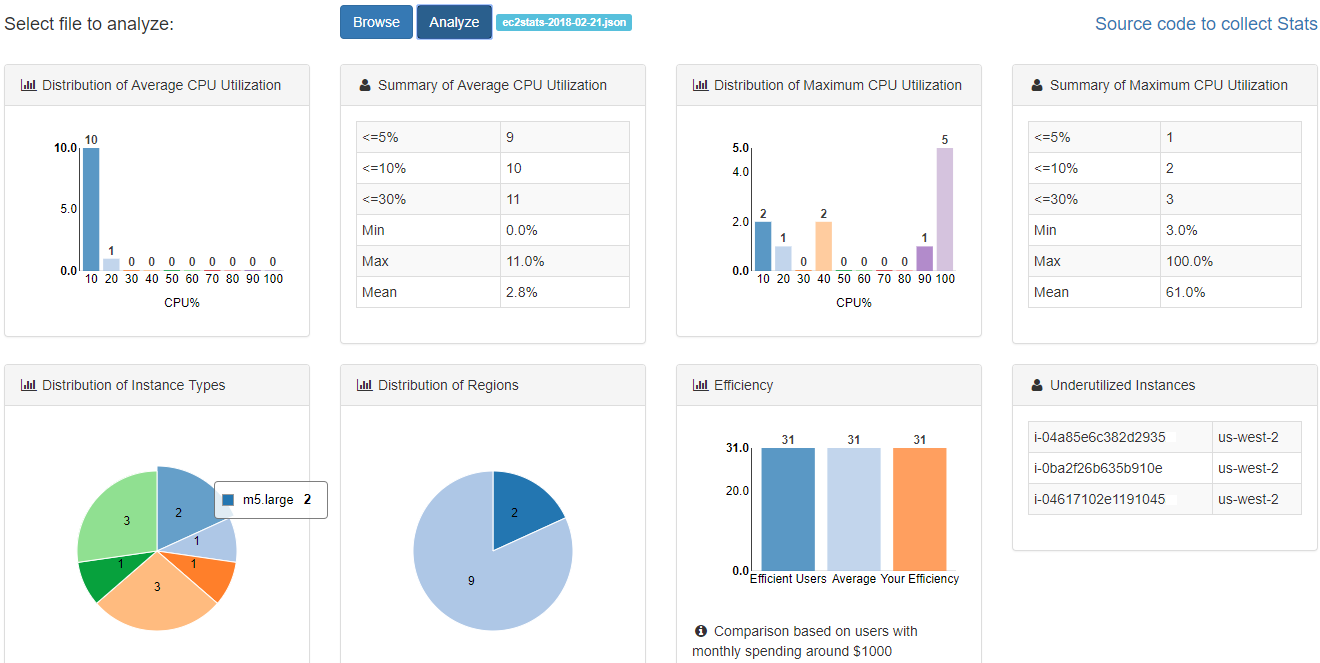 Select file to analyze:
Browse
Analyze
ec2stats-2018-02-21.json
Source code to collect Stats
Distribution of Average CPU Utilization
10.0
5.0
0.0
10
1
0 0 0 0 0 0 0 0
10 20 30 40 50 60 70 80 90 100
CPU%
Summary of Average CPU Utilization
<=5% 9
<=10% 10
<=30% 11
Min 0.0%
Max 11.0%
Mean 2.8%
Distribution of Maximum CPU Utilization
5.0
4.0
2.0
0.0
2 1 0 2 0 0 0 0 1 5
10 20 30 40 50 60 70 80 90 100
CPU%
Summary of Maximum CPU Utilization
<=5% 1
<=10% 2
<=30% 3
Min 3.0%
Max 100.0%
Mean 61.0%
Distribution of Instance Types
2
1
1
3
1
3
m5.large 2
Distribution of Regions
2
9
Efficiency
31.0
20.0
0.0
31 31 31
Efficient Users Average Your Efficiency
Comparison based on users with
monthly spending around $1000
Underutilized Instances
i-04a85e6c382d2935 us-west-2
i-0ba2f26b635b910e us-west-2
i-04617102e1191045 us-west-2